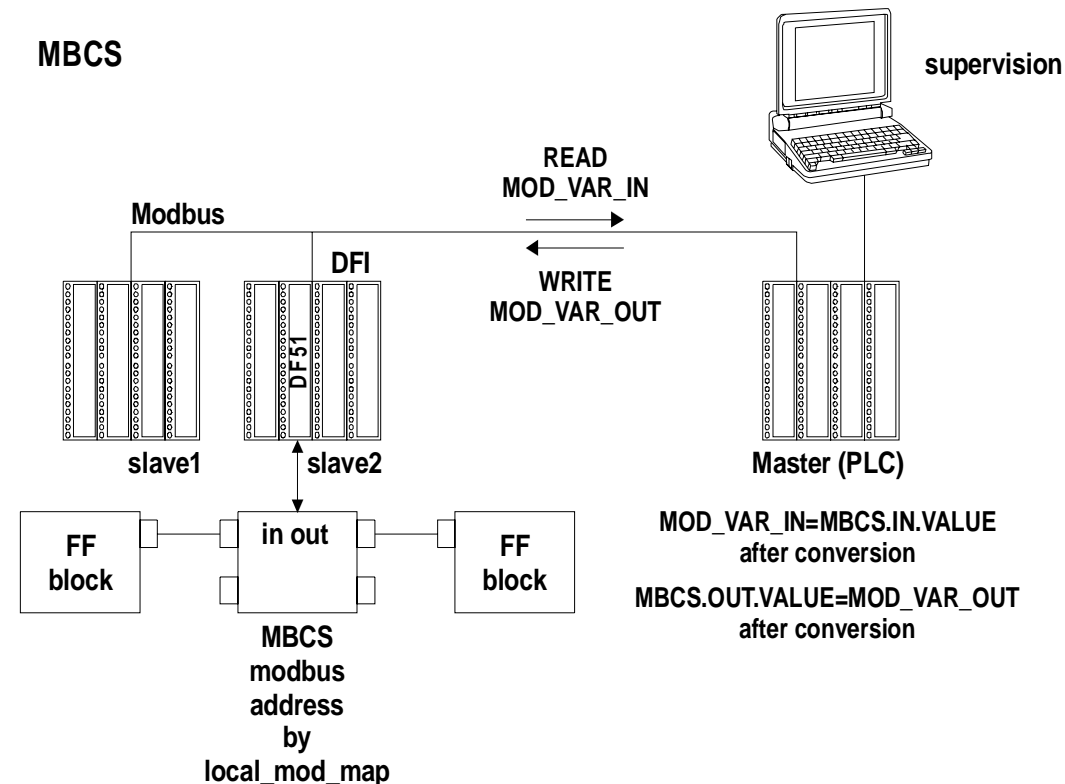 MBCS
supervision
READ
MOD_VAR_IN
Modbus
DFI
WRITE
MOD_VAR_OUT
DF51
slave1
slave2
Master (PLC)
FF
block
in out
FF
block
MBCS
modbus
address
by
local_mod_map
MOD_VAR_IN=MBCS.IN.VALUE
after conversion
MBCS.OUT.VALUE=MOD_VAR_OUT
after conversion